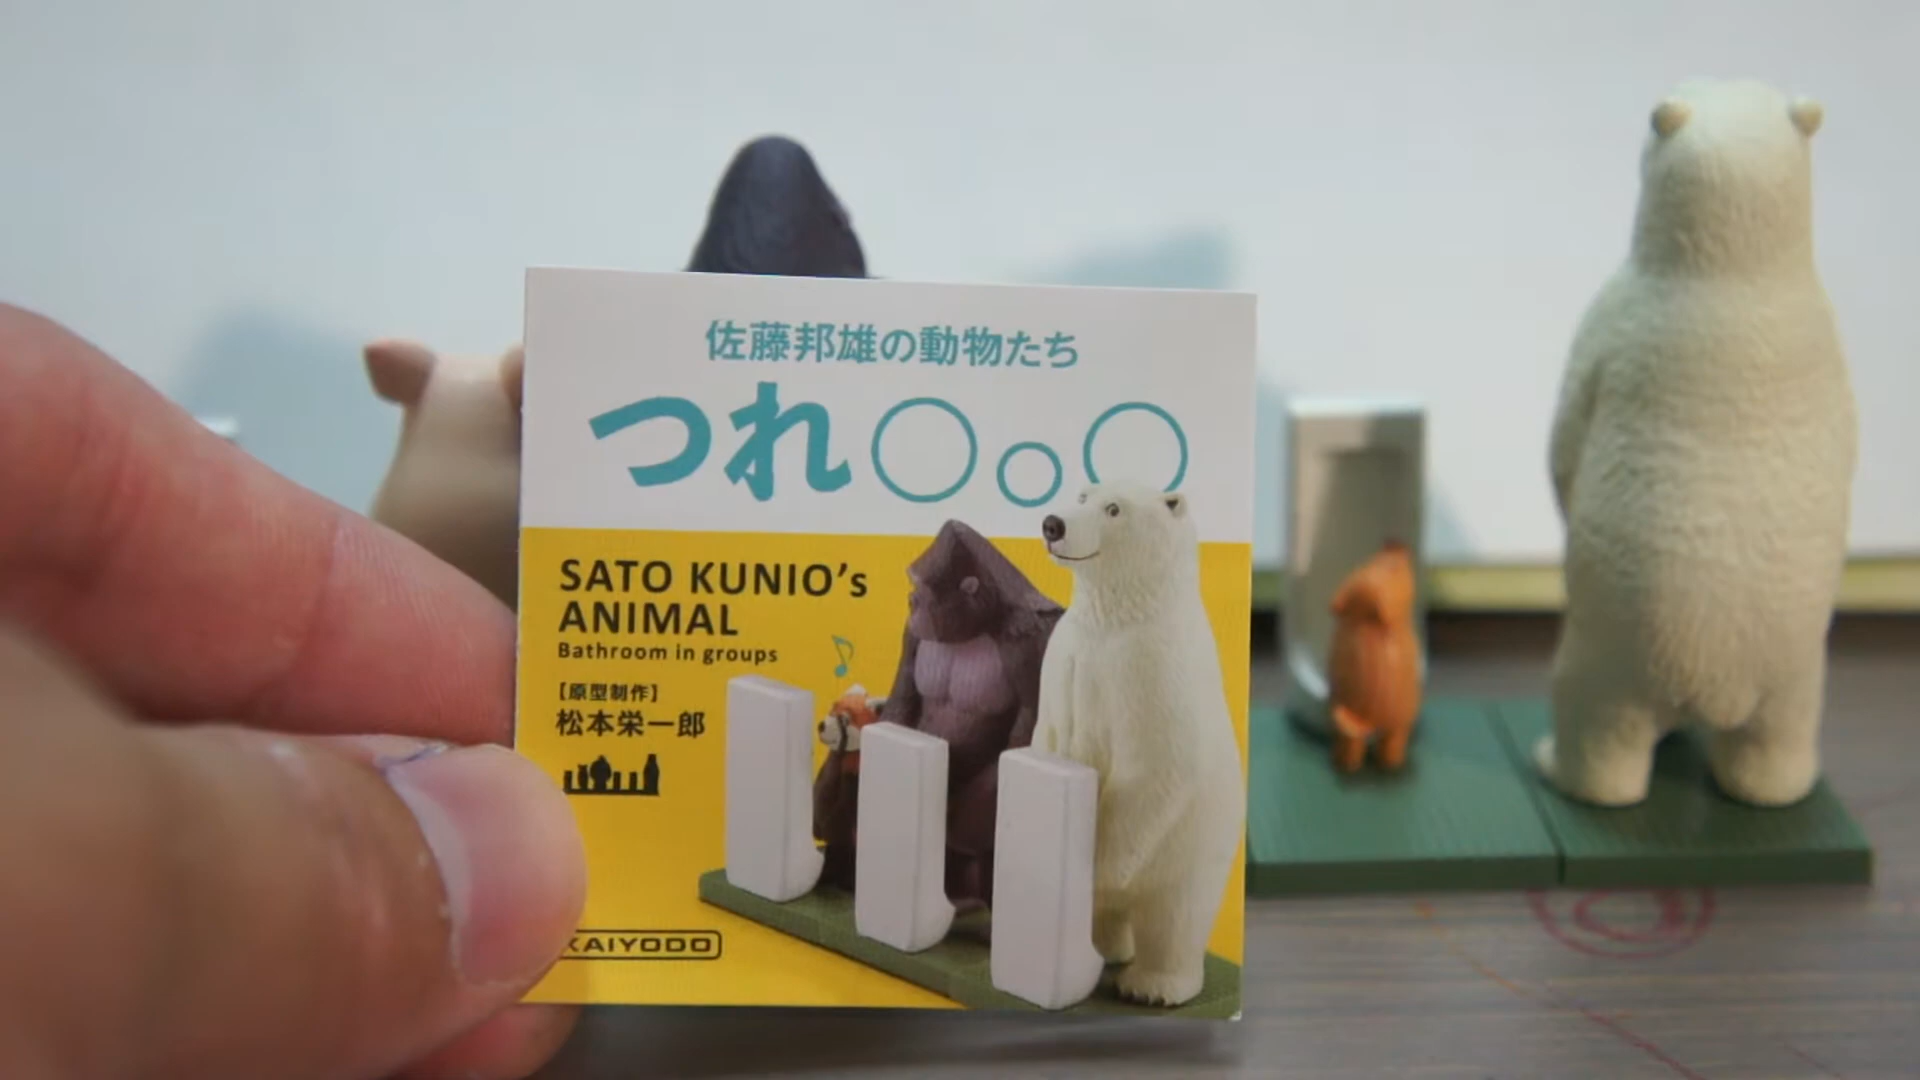 佐藤邦雄の動物たち
つれ○。○
SATO KUNIO's
ANIMAL
Bathroom in groups
【原型制作】
松本栄一郎
KAIYODO